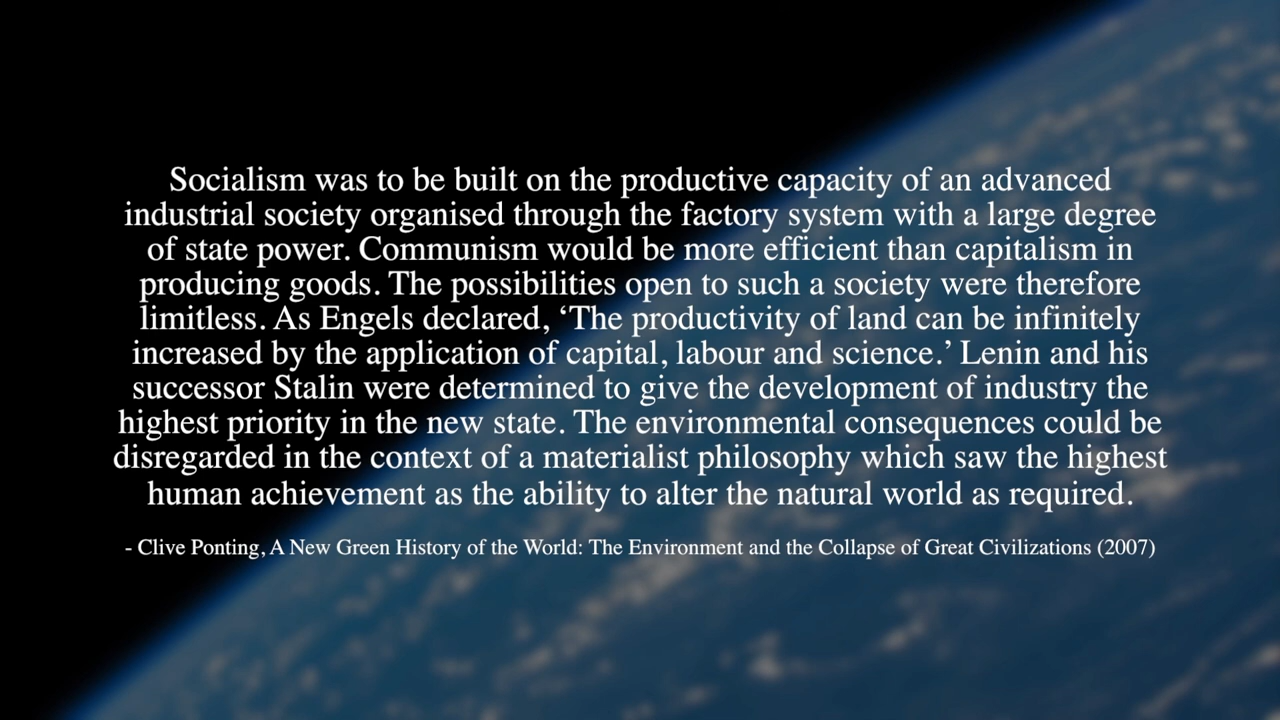 Socialism was to be built on the productive capacity of an advanced
industrial society organised through the factory system with a large degree
of state power. Communism would be more efficient than capitalism in
producing goods. The possibilities open to such a society were therefore
limitless. As Engels declared, ‘The productivity of land can be infinitely
increased by the application of capital, labour and science.’ Lenin and his
successor Stalin were determined to give the development of industry the
highest priority in the new state. The environmental consequences could be
disregarded in the context of a materialist philosophy which saw the highest
human achievement as the ability to alter the natural world as required.
- Clive Ponting, A New Green History of the World: The Environment and the Collapse of Great Civilizations (2007)